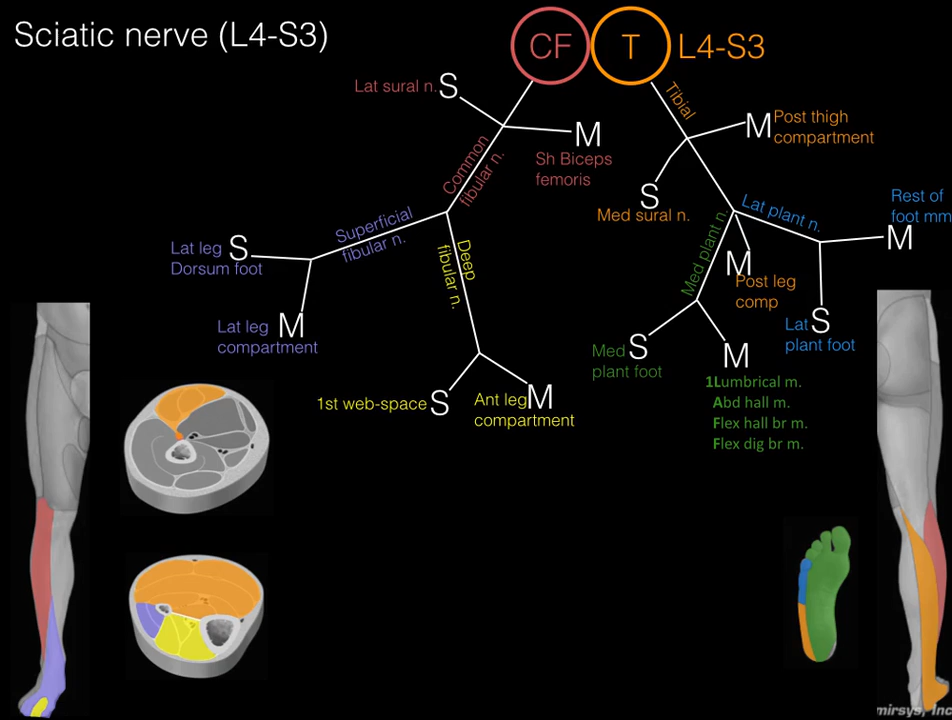 Sciatic nerve (L4-S3)
CF
T
L4-S3
Lat sural n.
S
M
Sh Biceps
femoris
Common
fibular n.
Tibial
M
Post thigh
compartment
S
Med sural n.
Superficial
fibular n.
Lat leg
Dorsum foot
S
Lat leg
compartment
M
Deep
fibular n.
1st web-space
S
Ant leg
compartment
M
Med plant n.
Lat plant n.
M
Post leg
comp
Rest of
foot mm
M
Lat
plant foot
S
Med
plant foot
S
M
1Lumbrical m.
Abd hall m.
Flex hall br m.
Flex dig br m.
mirsys, Inc